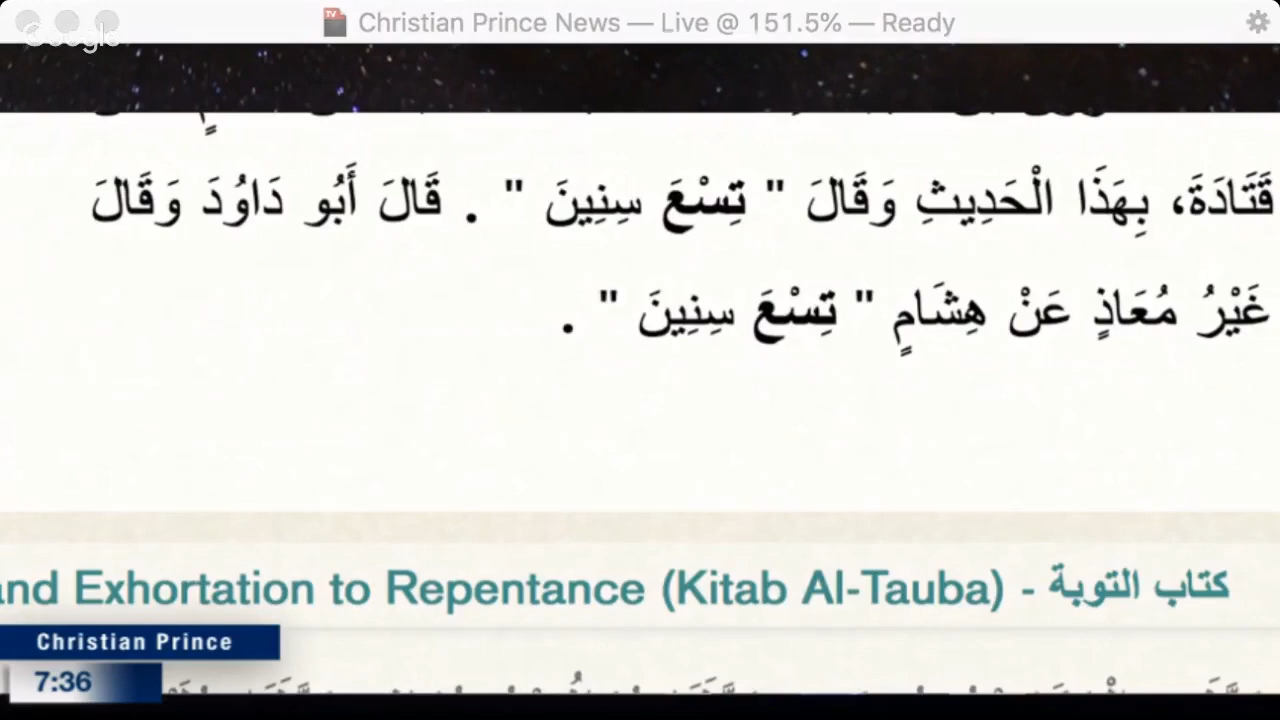 Christian Prince News — Live @ 151.5% — Ready
Google
قَتَادَةَ، بِهَذَا الْحَدِيثِ وَقَالَ " تِسْعَ سِنِينَ " . قَالَ أَبُو دَاوُدَ وَقَالَ
غَيْرُ مُعَاذٍ عَنْ هِشَامٍ " تِسْعَ سِنِينَ " .
and Exhortation to Repentance (Kitab Al-Tauba) - كتاب التوبة
Christian Prince
7:36